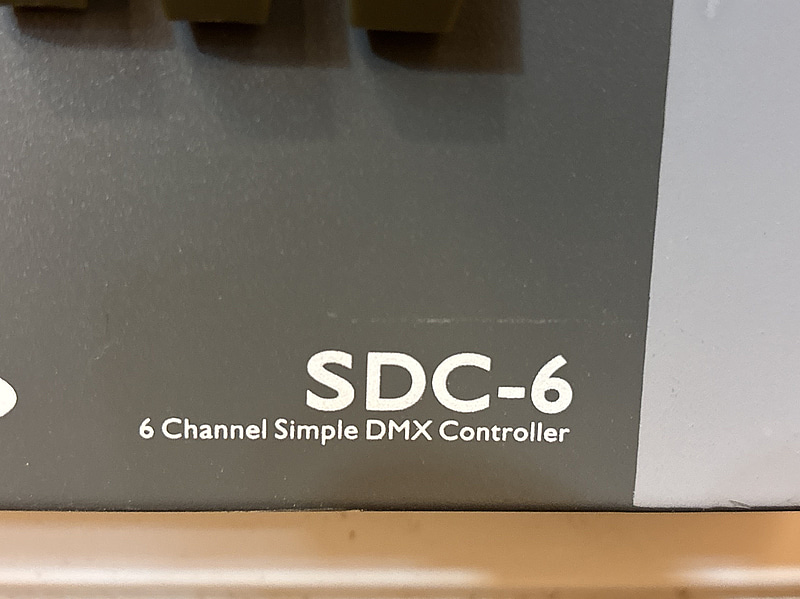 SDC-6
6 Channel Simple DMX Controller